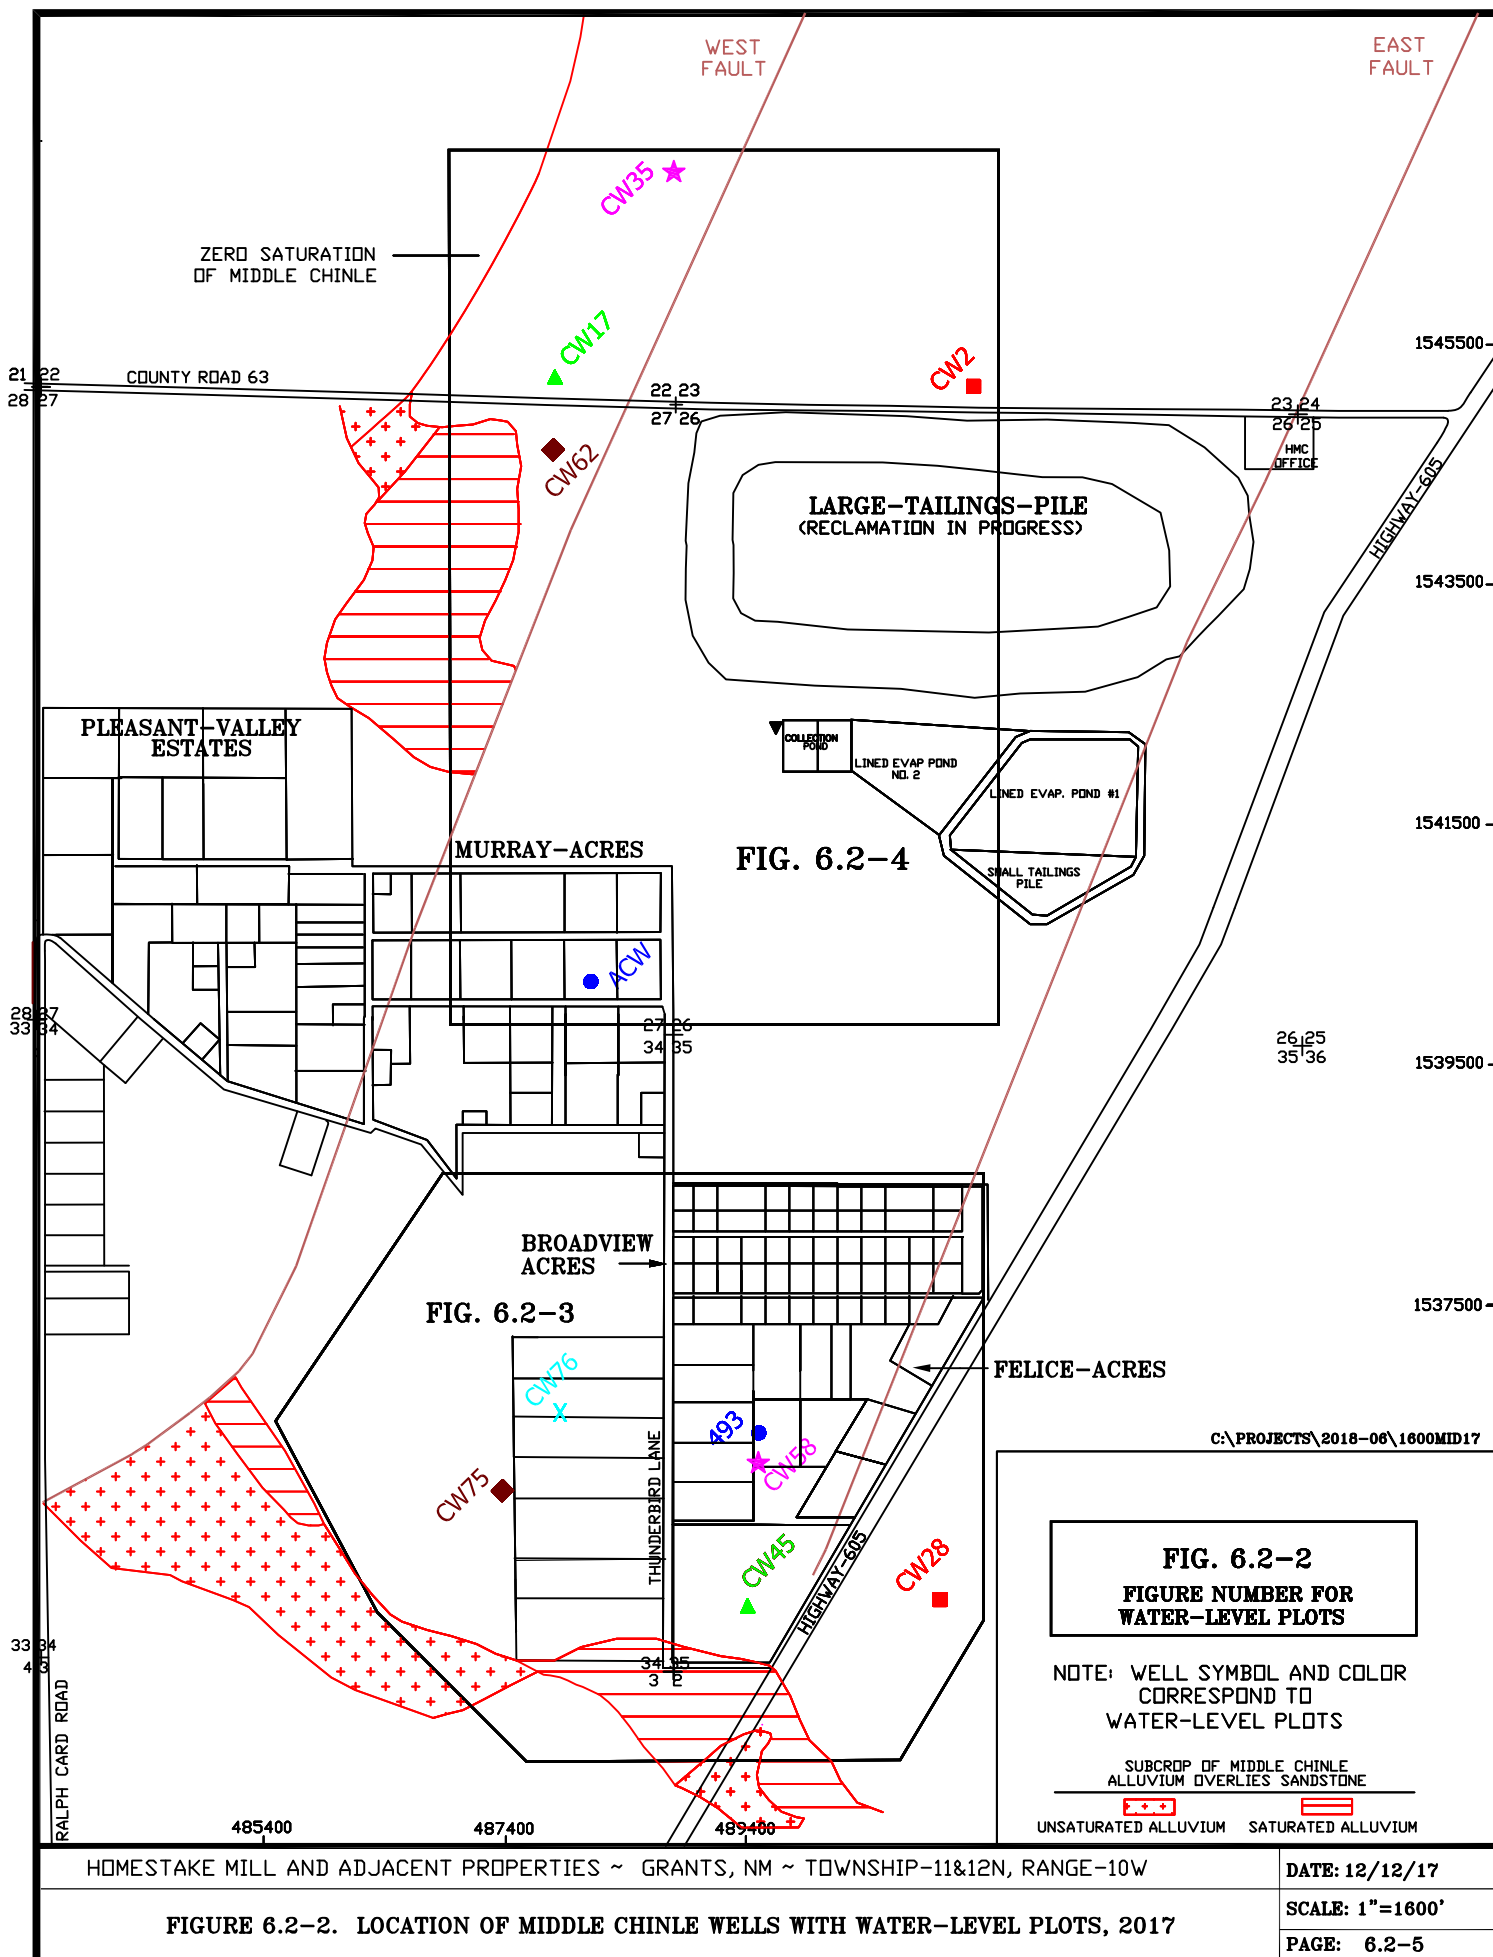 WEST
FAULT
EAST
FAULT
CW35
ZERO SATURATION
OF MIDDLE CHINLE
CW17
CW2
1545500
21 22
28 27
COUNTY ROAD 63
22 23
27 26
23 24
26 25
HMC
OFFICE
CW62
HIGHWAY-605
LARGE-TAILINGS-PILE
(RECLAMATION IN PROGRESS)
1543500
PLEASANT-VALLEY
ESTATES
COLLECTION
POND
LINED EVAP POND
NO. 2
LINED EVAP. POND #1
1541500
MURRAY-ACRES
FIG. 6.2-4
SMALL TAILINGS
PILE
ACW
28 27
33 34
27 26
34 35
26 25
35 36
1539500
BROADVIEW
ACRES
FIG. 6.2-3
1537500
FELICE-ACRES
CW76
493
CW58
CW75
THUNDERBIRD LANE
CW45
HIGHWAY-605
CW28
C:\PROJECTS\2018-06\1600MID17
FIG. 6.2-2
FIGURE NUMBER FOR
WATER-LEVEL PLOTS
33 34
4 3
34 35
3 2
NOTE: WELL SYMBOL AND COLOR
CORRESPOND TO
WATER-LEVEL PLOTS
RALPH CARD ROAD
SUBCROP OF MIDDLE CHINLE
ALLUVIUM OVERLIES SANDSTONE
UNSATURATED ALLUVIUM SATURATED ALLUVIUM
485400 487400 489400
HOMESTAKE MILL AND ADJACENT PROPERTIES ~ GRANTS, NM ~ TOWNSHIP-11&12N, RANGE-10W
DATE: 12/12/17
SCALE: 1"=1600'
FIGURE 6.2-2. LOCATION OF MIDDLE CHINLE WELLS WITH WATER-LEVEL PLOTS, 2017
PAGE: 6.2-5